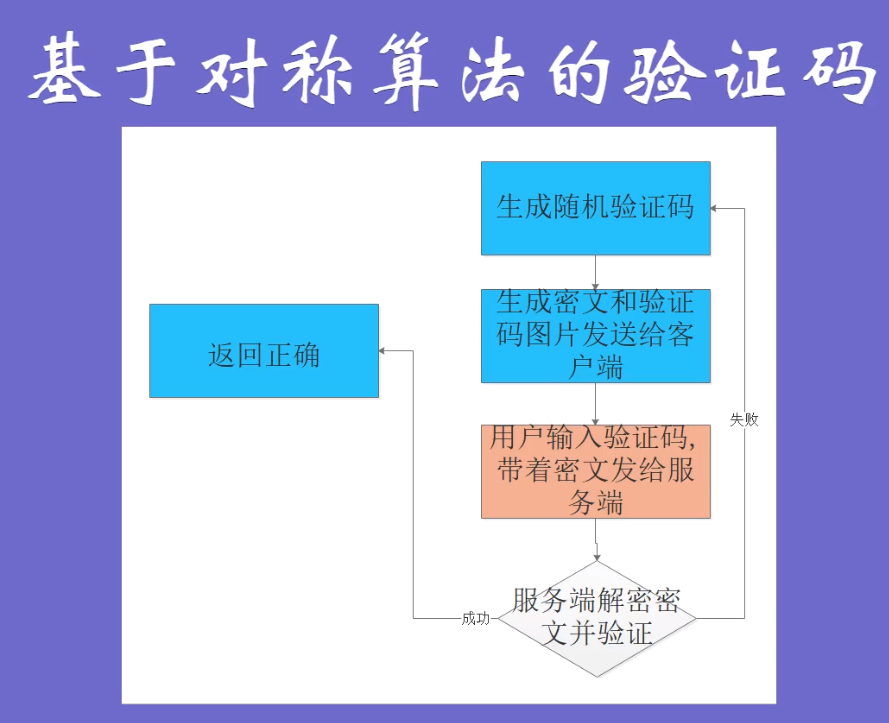 基于对称算法的验证码
生成随机验证码
生成密文和验证
码图片发送给客
户端
返回正确
用户输入验证码,
带着密文发给服
务端
失败
服务端解密密
文并验证
成功